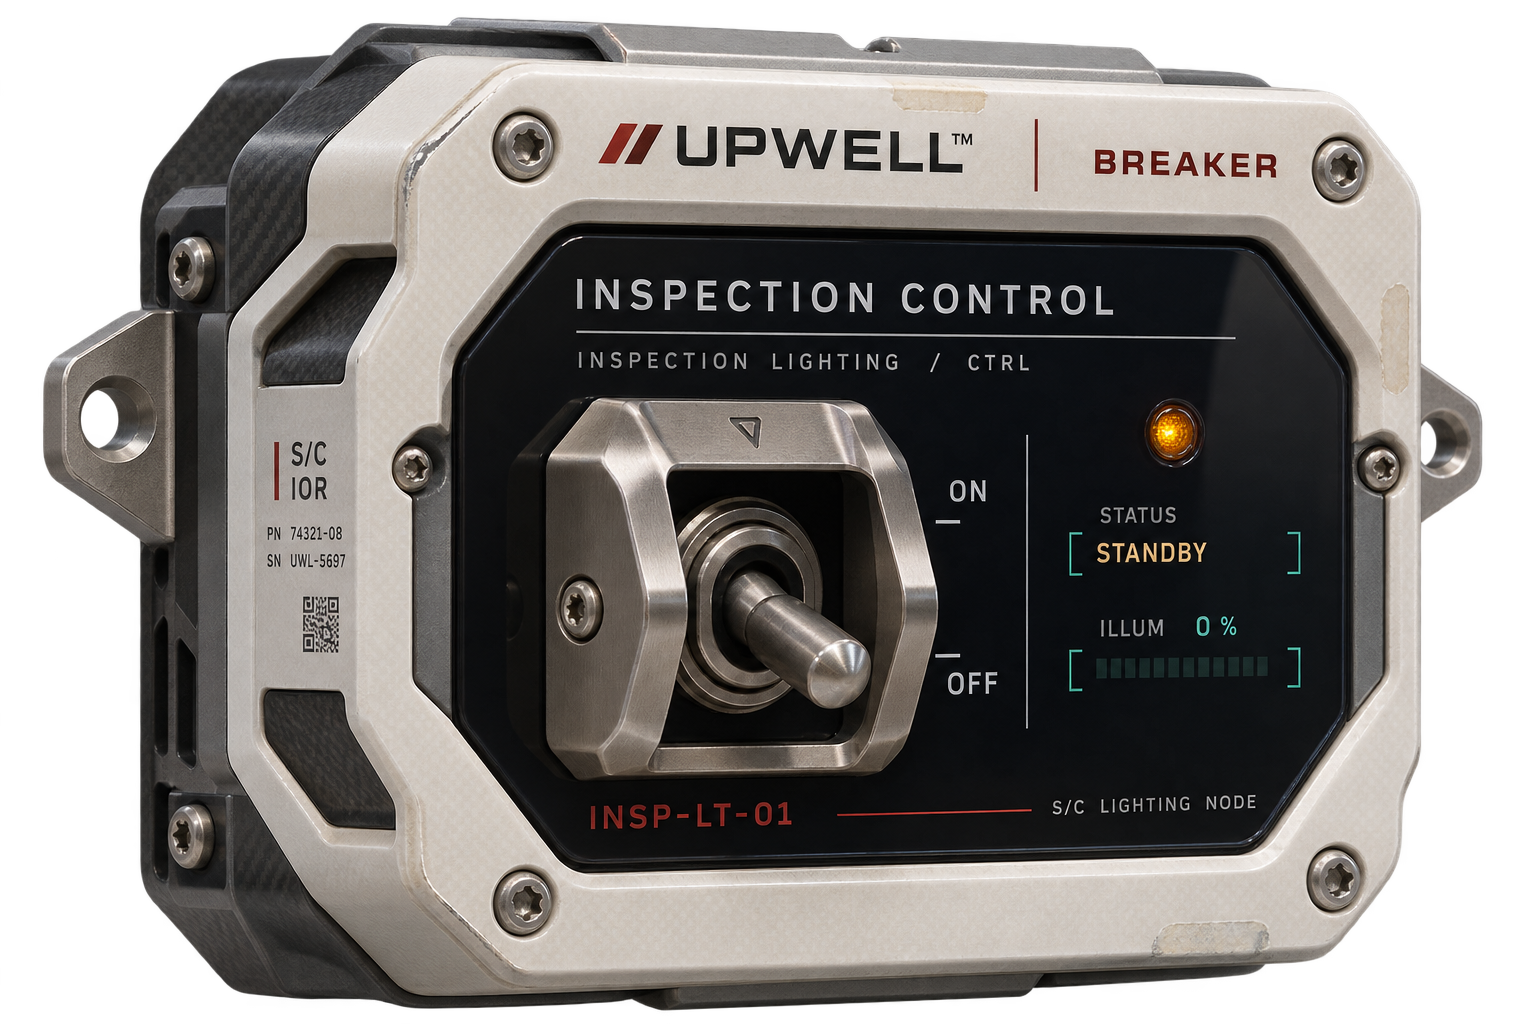 UPWELL™
BREAKER
INSPECTION CONTROL
INSPECTION LIGHTING / CTRL
ON
OFF
STATUS
STANDBY
ILLUM 0 %
INSP-LT-01
S/C LIGHTING NODE
S/C
IOR
PN 74321-08
SN UWL-5697